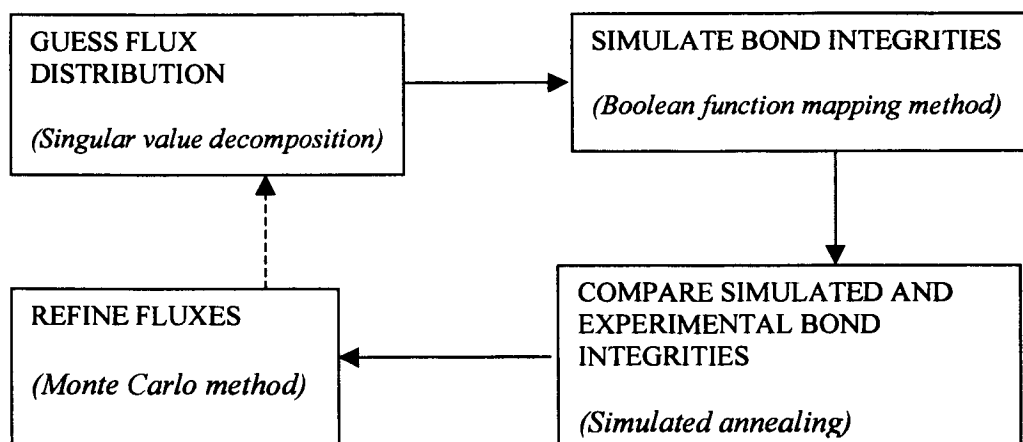 GUESS FLUX
DISTRIBUTION
(Singular value decomposition)
SIMULATE BOND INTEGRITIES
(Boolean function mapping method)
COMPARE SIMULATED AND
EXPERIMENTAL BOND
INTEGRITIES
(Simulated annealing)
REFINE FLUXES
(Monte Carlo method)